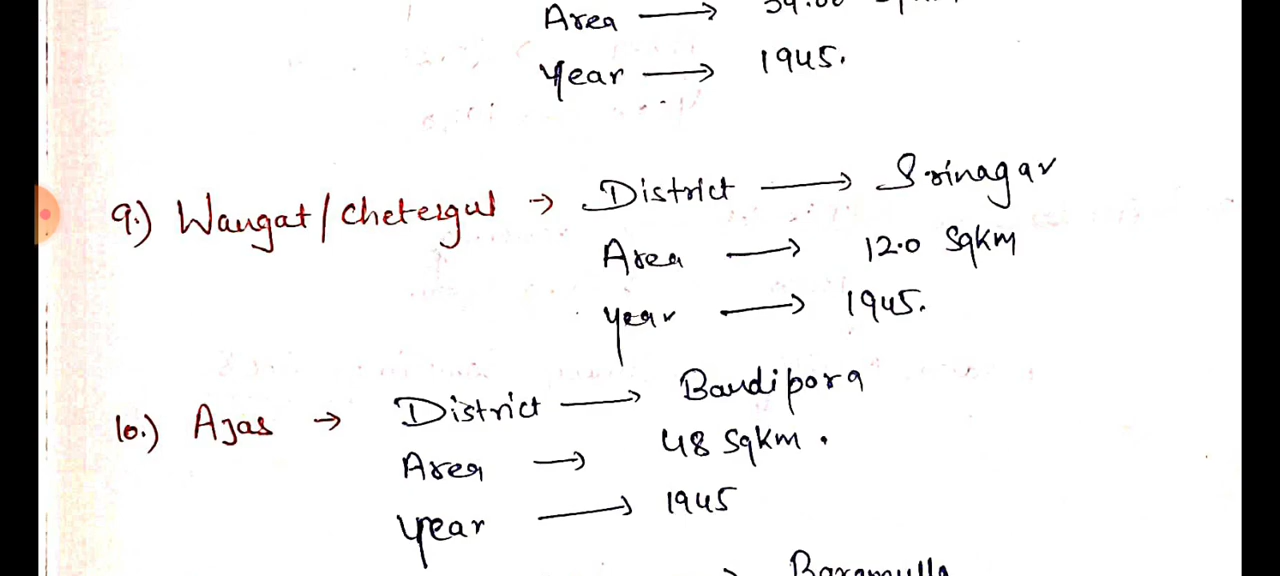 Area →
Year → 1945.
9.) Wangat/Chetergul → District → Srinagar
Area → 12.0 Sqkm
year → 1945.
10.) Ajas → District → Bandipora
Area → 48 Sqkm.
year → 1945
Baramulla